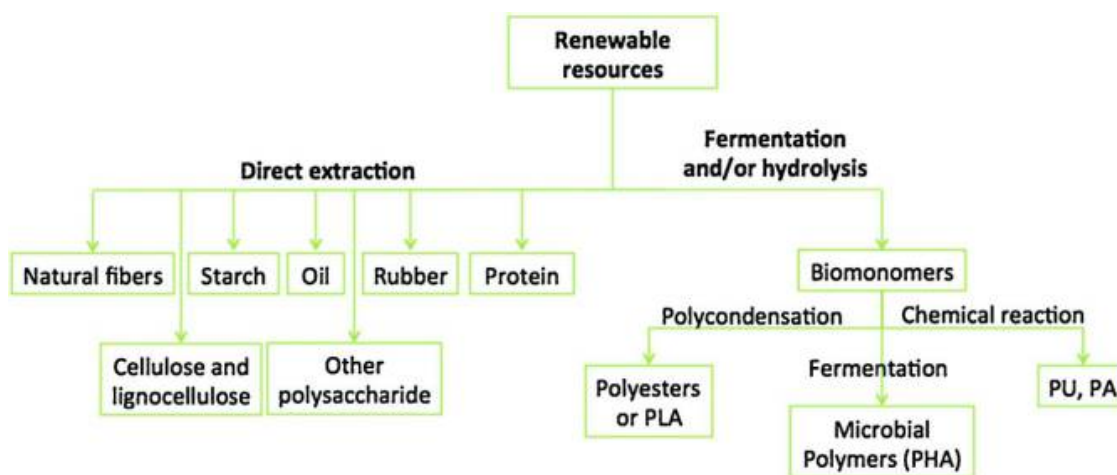 Renewable
resources
Direct extraction
Fermentation
and/or hydrolysis
Natural fibers
Starch
Oil
Rubber
Protein
Biomonomers
Cellulose and
lignocellulose
Other
polysaccharide
Polycondensation
Chemical reaction
Fermentation
Polyesters
or PLA
PU, PA
Microbial
Polymers (PHA)